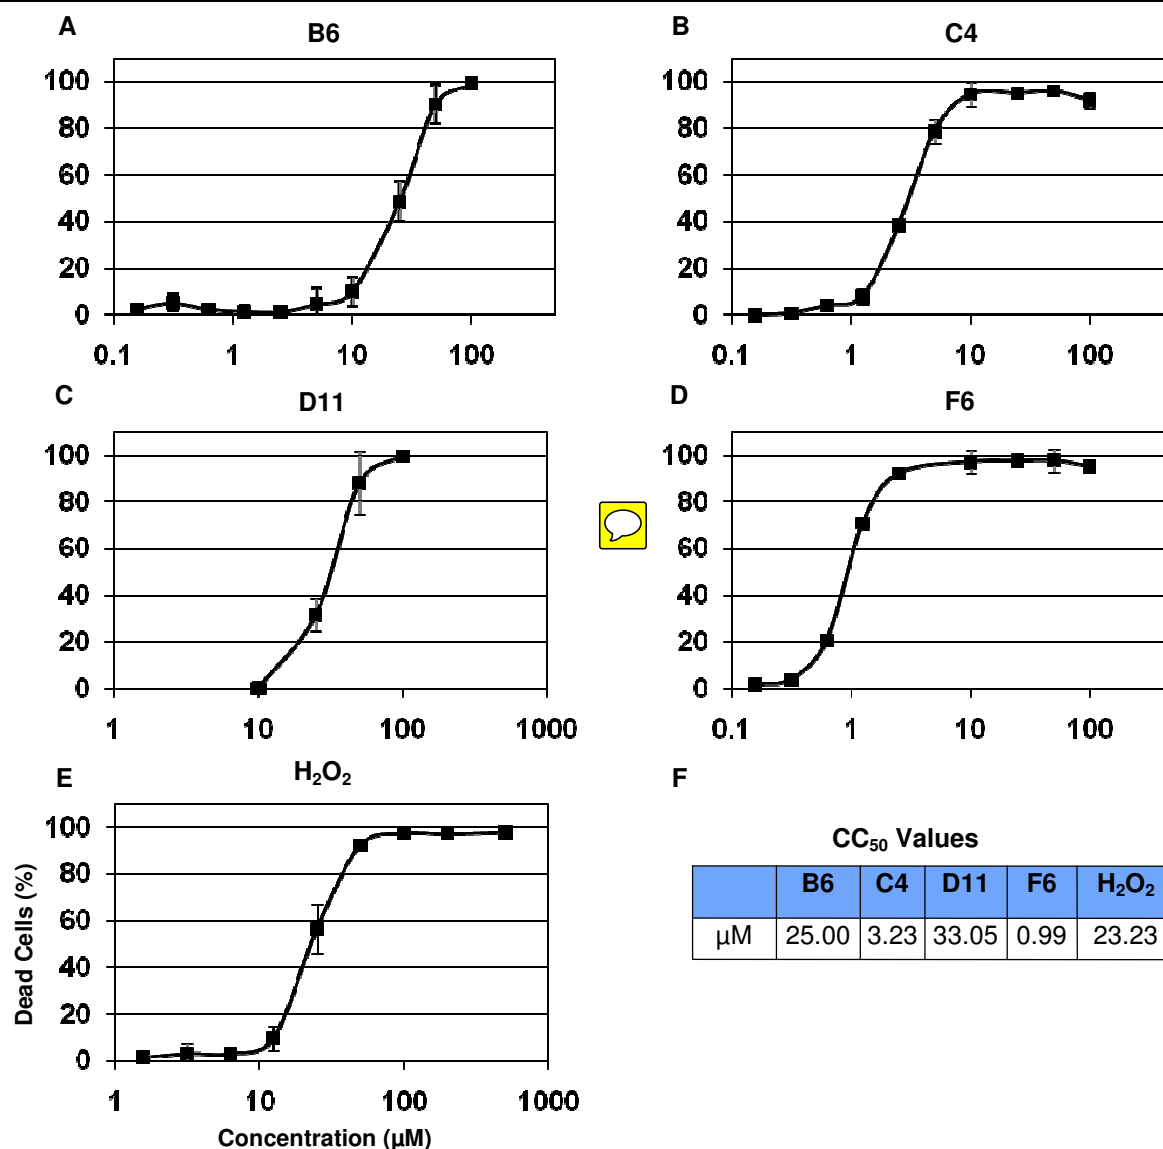 A
B6
100
80
60
40
20
0
0.1 1 10 100
B
C4
100
80
60
40
20
0
0.1 1 10 100
C
D11
100
80
60
40
20
0
1 10 100 1000
D
F6
100
80
60
40
20
0
0.1 1 10 100
E
H₂O₂
Dead Cells (%)
100
80
60
40
20
0
1 10 100 1000
Concentration (µM)
F
CC₅₀ Values
B6 C4 D11 F6 H₂O₂
µM 25.00 3.23 33.05 0.99 23.23